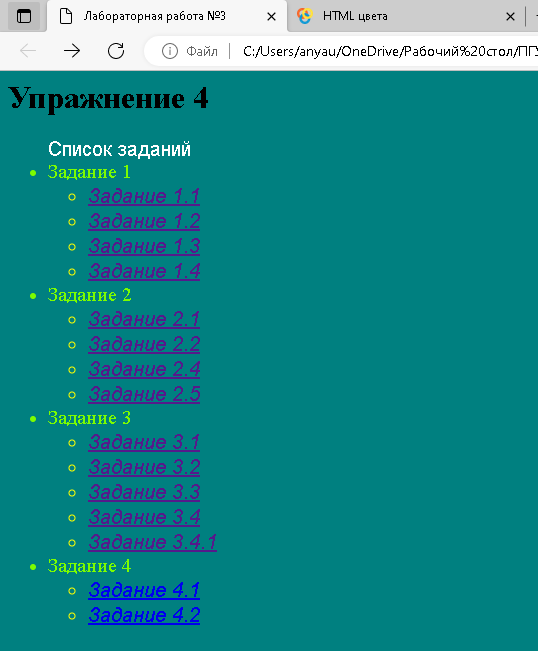 Лабораторная работа №3
HTML цвета
Файл
C:/Users/anyau/OneDrive/Рабочий%20стол/ПГУ
Упражнение 4
Список заданий
Задание 1
Задание 1.1
Задание 1.2
Задание 1.3
Задание 1.4
Задание 2
Задание 2.1
Задание 2.2
Задание 2.4
Задание 2.5
Задание 3
Задание 3.1
Задание 3.2
Задание 3.3
Задание 3.4
Задание 3.4.1
Задание 4
Задание 4.1
Задание 4.2